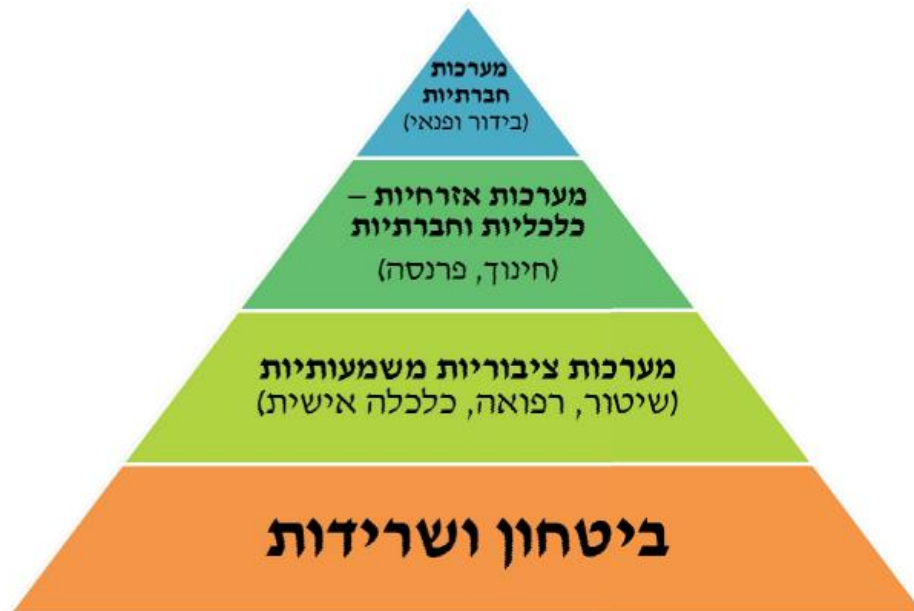 מערכות
חברתיות
(בידור ופנאי)
מערכות אזרחיות –
כלכליות וחברתיות
(חינוך, פרנסה)
מערכות ציבוריות משמעותיות
(שיטור, רפואה, כלכלה אישית)
ביטחון ושרידות